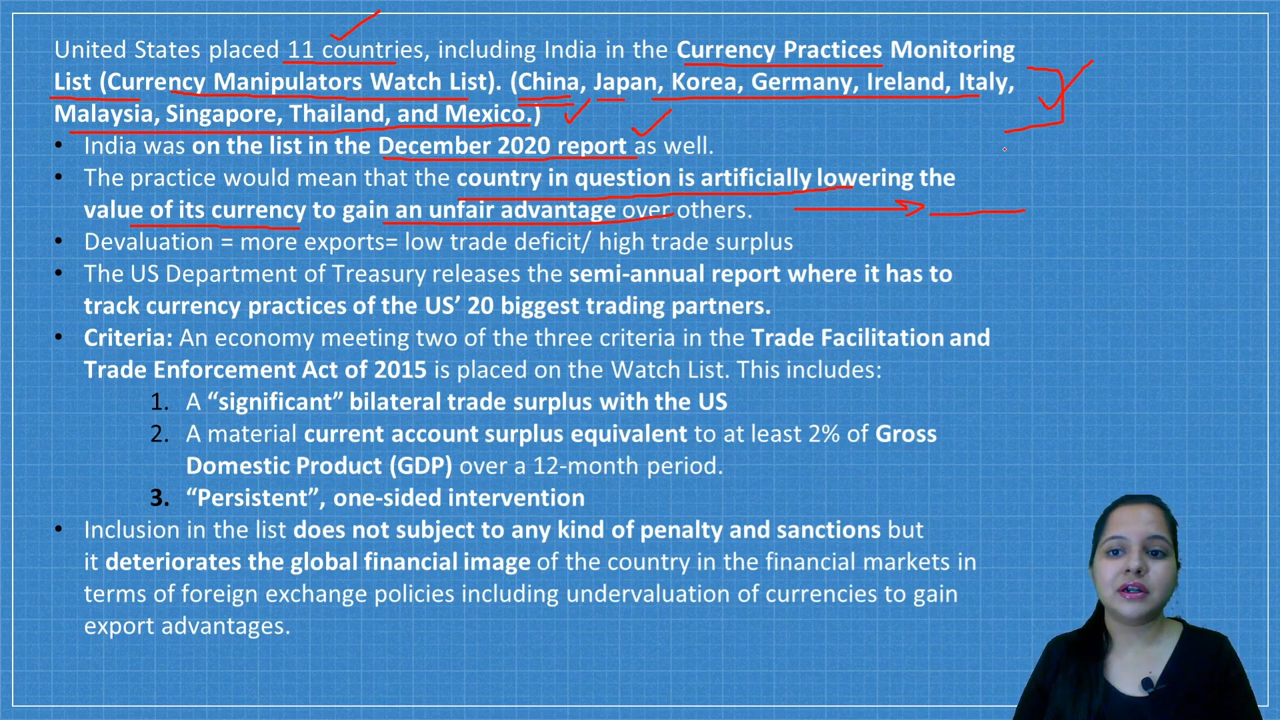 United States placed 11 countries, including India in the Currency Practices Monitoring
List (Currency Manipulators Watch List). (China, Japan, Korea, Germany, Ireland, Italy,
Malaysia, Singapore, Thailand, and Mexico.)
• India was on the list in the December 2020 report as well.
• The practice would mean that the country in question is artificially lowering the
value of its currency to gain an unfair advantage over others.
• Devaluation = more exports= low trade deficit/ high trade surplus
• The US Department of Treasury releases the semi-annual report where it has to
track currency practices of the US’ 20 biggest trading partners.
• Criteria: An economy meeting two of the three criteria in the Trade Facilitation and
Trade Enforcement Act of 2015 is placed on the Watch List. This includes:
1. A “significant” bilateral trade surplus with the US
2. A material current account surplus equivalent to at least 2% of Gross
Domestic Product (GDP) over a 12-month period.
3. “Persistent”, one-sided intervention
• Inclusion in the list does not subject to any kind of penalty and sanctions but
it deteriorates the global financial image of the country in the financial markets in
terms of foreign exchange policies including undervaluation of currencies to gain
export advantages.